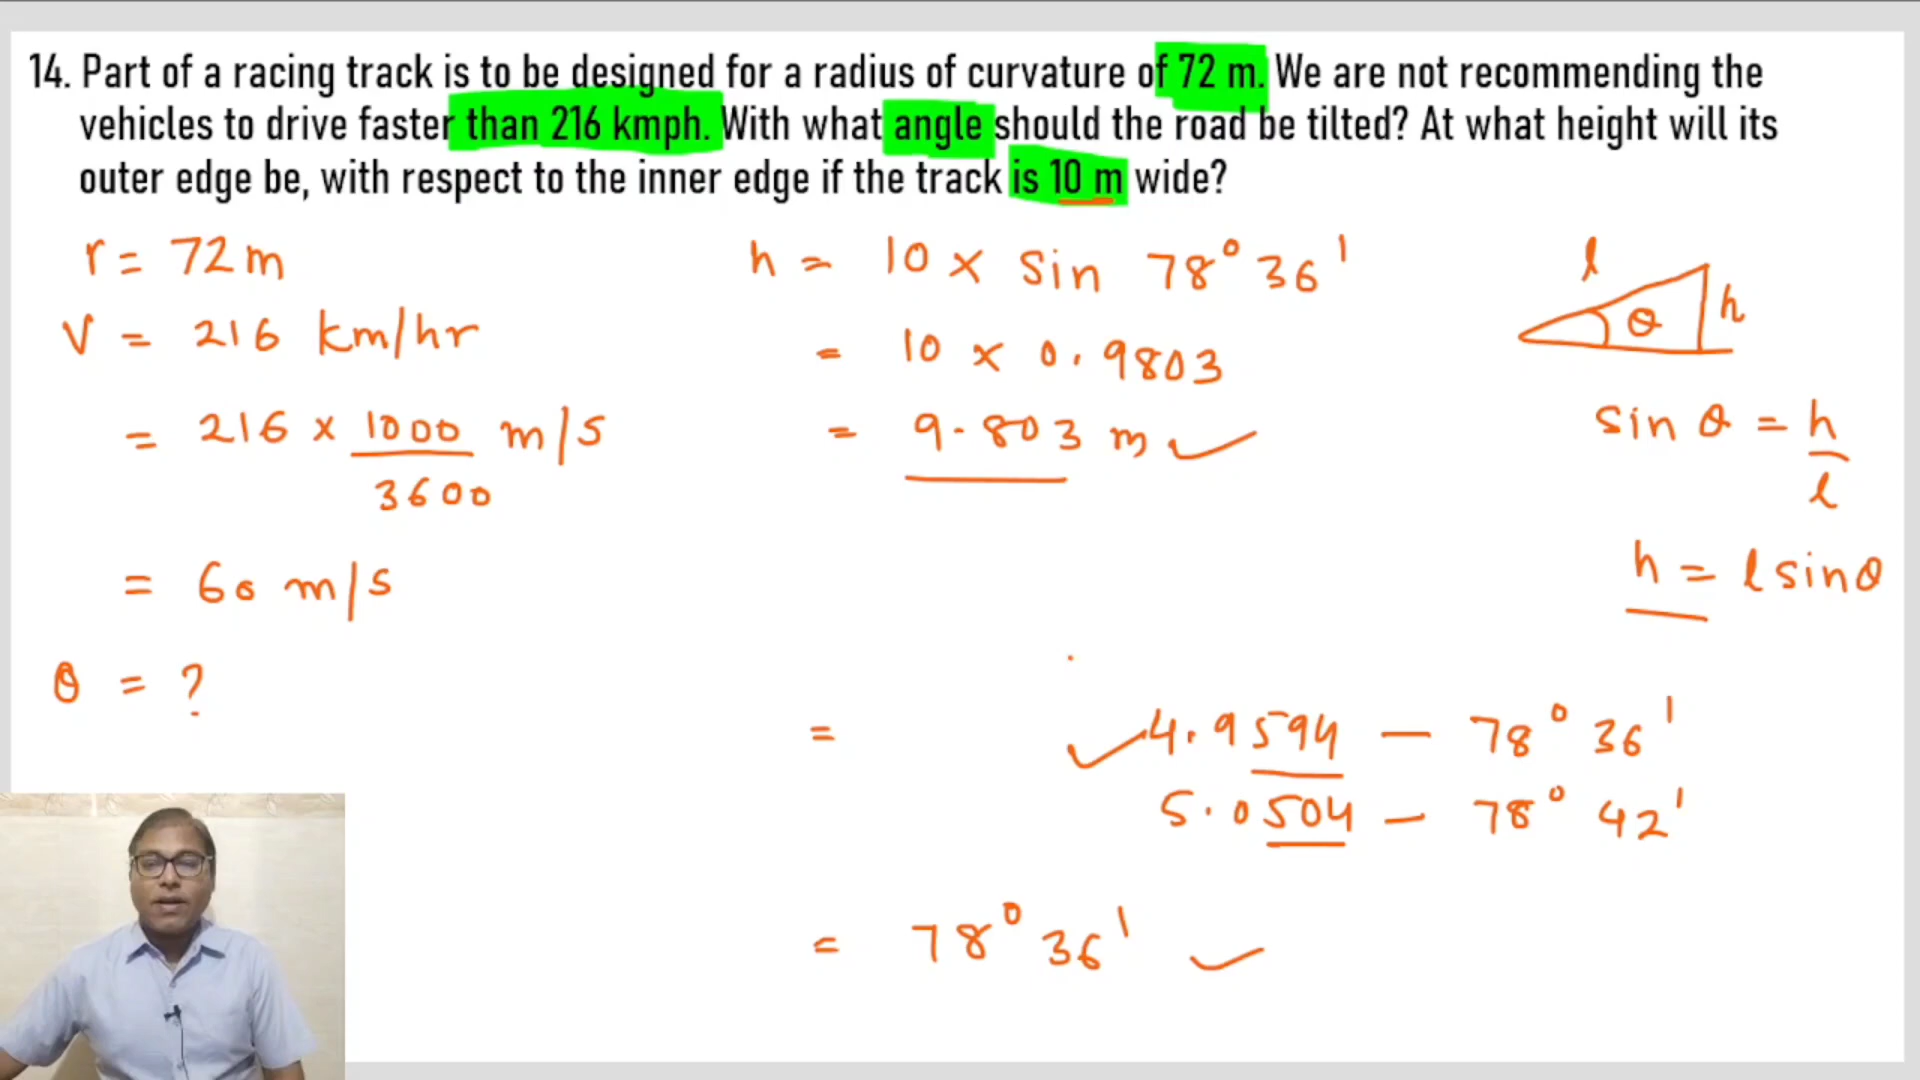 14. Part of a racing track is to be designed for a radius of curvature of 72 m. We are not recommending the
vehicles to drive faster than 216 kmph. With what angle should the road be tilted? At what height will its
outer edge be, with respect to the inner edge if the track is 10 m wide?
r = 72 m
V = 216 km/hr
= 216 × 1000/3600 m/s
= 60 m/s
θ = ?
h = 10 × sin 78° 36'
= 10 × 0.9803
= 9.803 m ✓
l
θ h
sin θ = h/l
h = l sin θ
= ✓ 4.9594 — 78° 36'
5.0504 — 78° 42'
= 78° 36' ✓